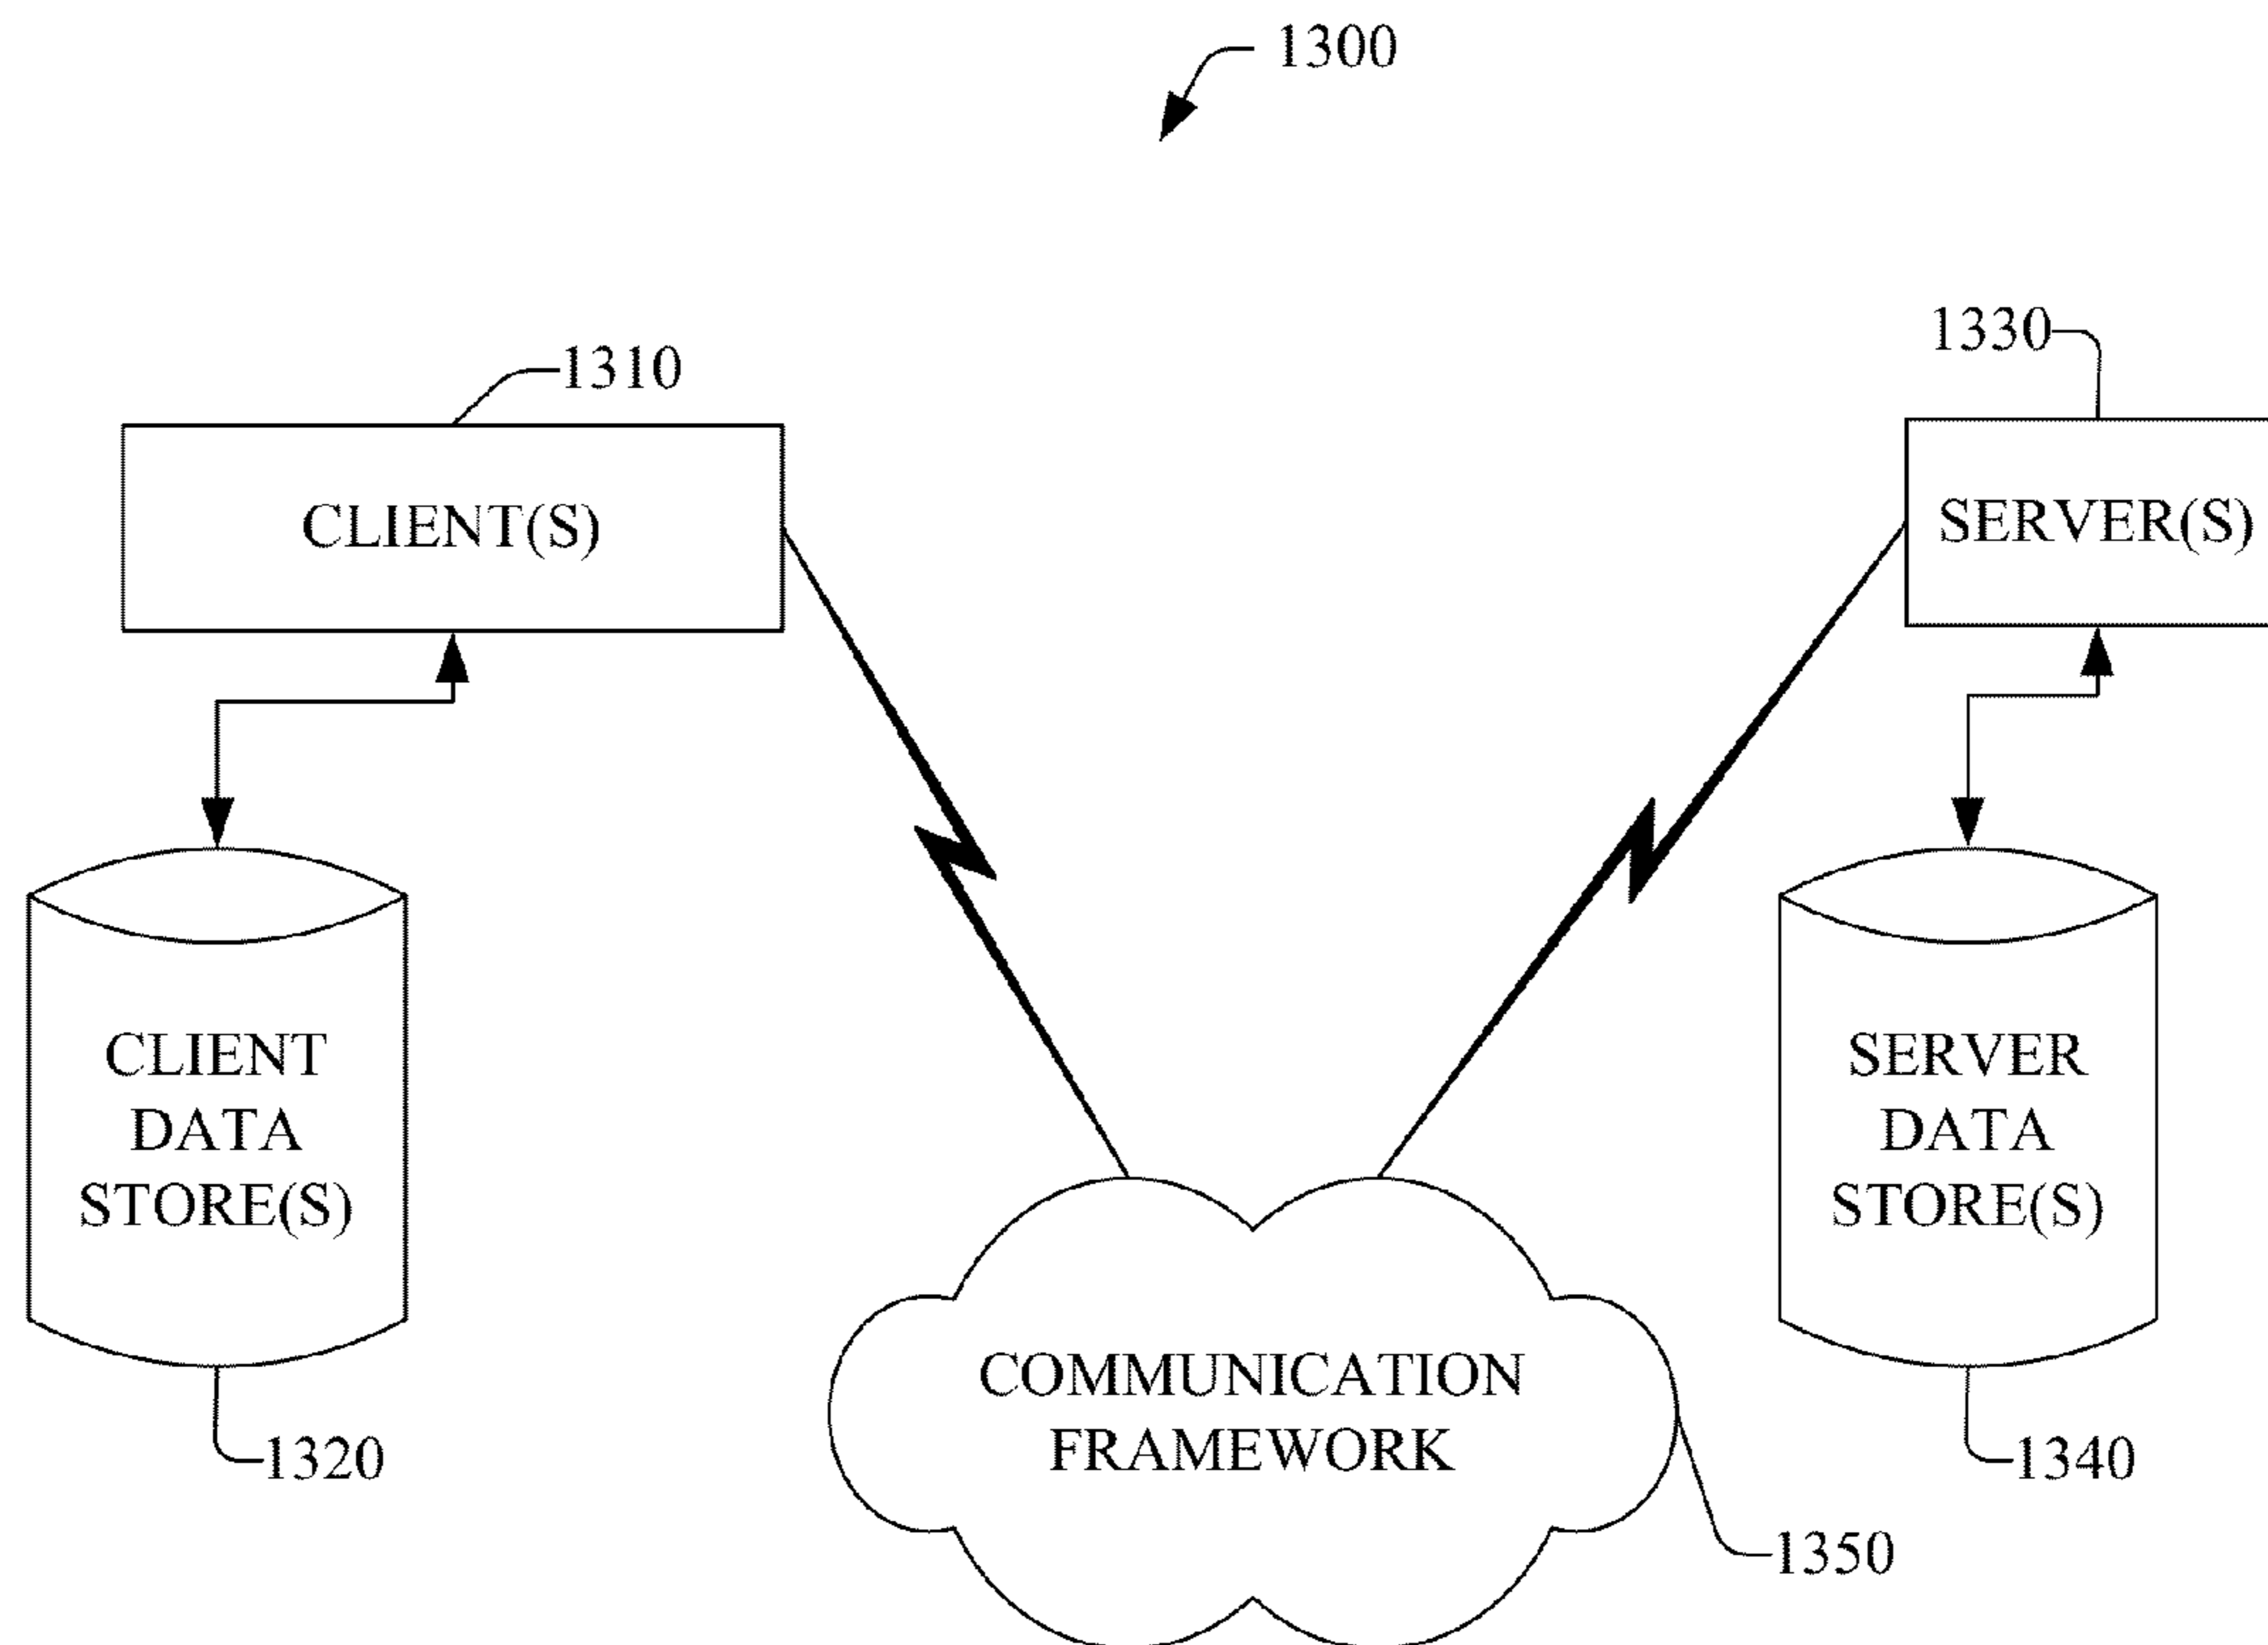 1300
1310
1330
CLIENT(S)
SERVER(S)
CLIENT
DATA
STORE(S)
SERVER
DATA
STORE(S)
COMMUNICATION
FRAMEWORK
1320
1340
1350